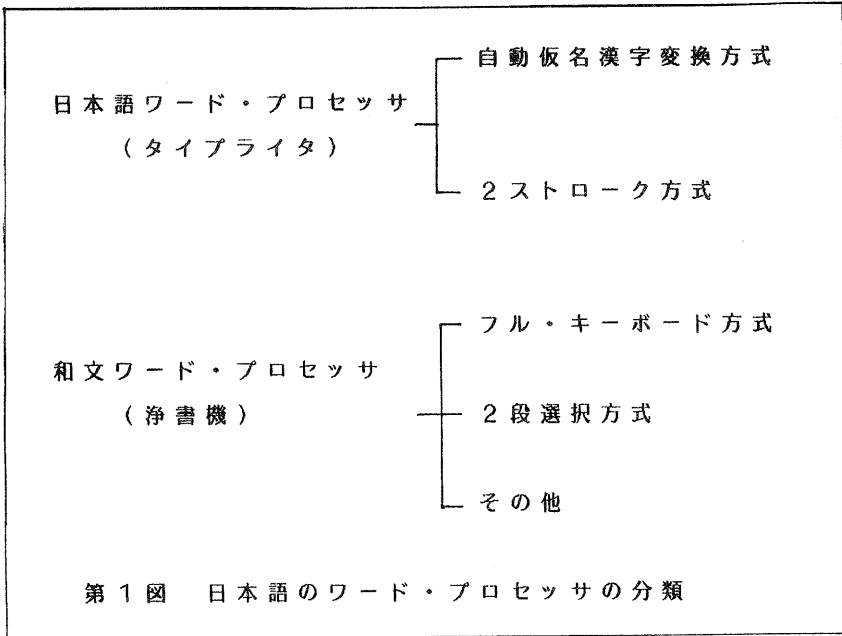 自動仮名漢字変換方式
日本語ワード・プロセッサ
(タイプライタ)
2ストローク方式
フル・キーボード方式
和文ワード・プロセッサ
(浄書機)
2段選択方式
その他
第1図 日本語のワード・プロセッサの分類